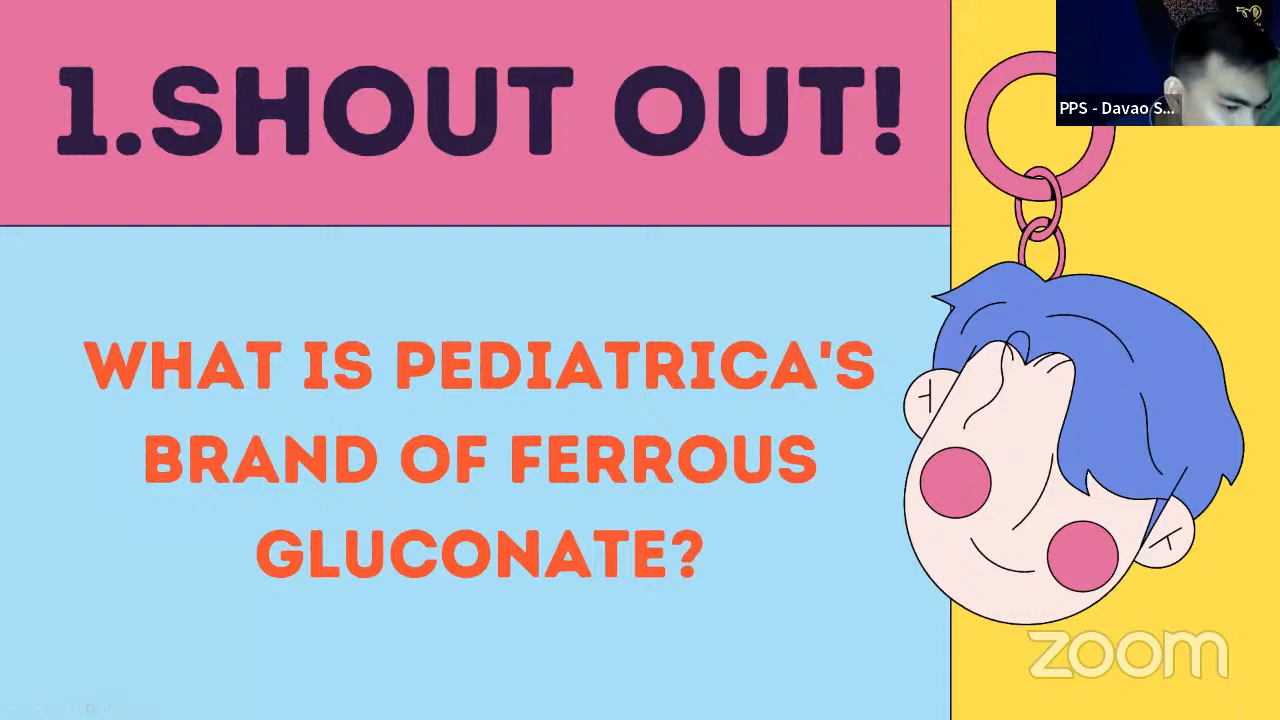 1.SHOUT OUT!
PPS - Davao S...
WHAT IS PEDIATRICA'S
BRAND OF FERROUS
GLUCONATE?
zoom